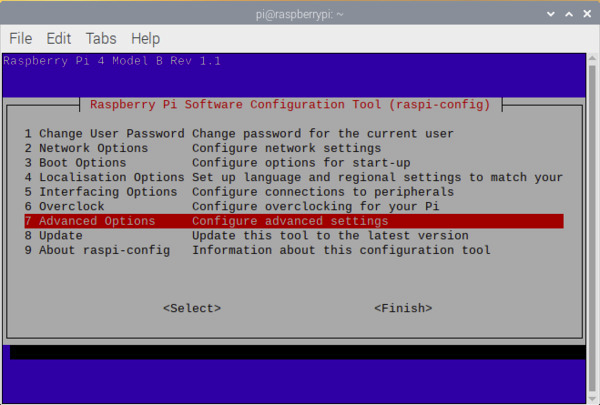 pi@raspberrypi: ~
File Edit Tabs Help
Raspberry Pi 4 Model B Rev 1.1
Raspberry Pi Software Configuration Tool (raspi-config)
1 Change User Password Change password for the current user
2 Network Options Configure network settings
3 Boot Options Configure options for start-up
4 Localisation Options Set up language and regional settings to match your
5 Interfacing Options Configure connections to peripherals
6 Overclock Configure overclocking for your Pi
7 Advanced Options Configure advanced settings
8 Update Update this tool to the latest version
9 About raspi-config Information about this configuration tool
<Select> <Finish>